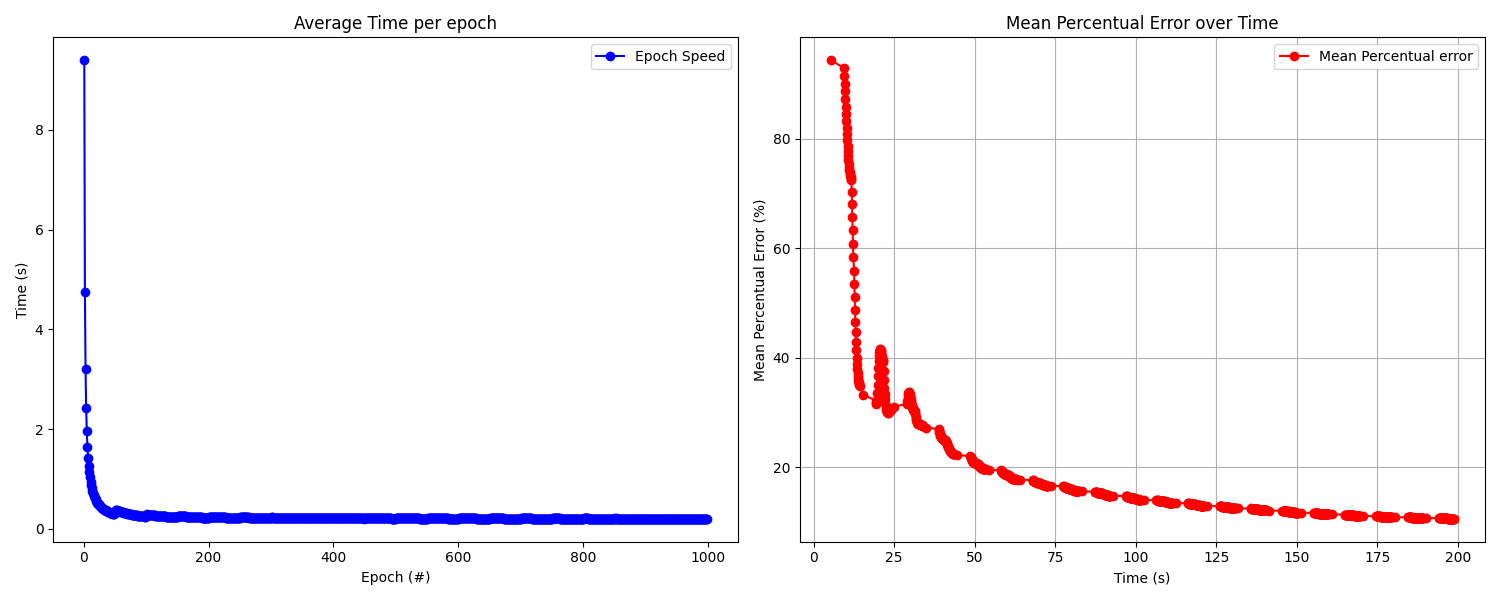 Average Time per epoch
Epoch Speed
8
6
4
2
0
Time (s)
0 200 400 600 800 1000
Epoch (#)
Mean Percentual Error over Time
Mean Percentual error
80
60
40
20
Mean Percentual Error (%)
0 25 50 75 100 125 150 175 200
Time (s)